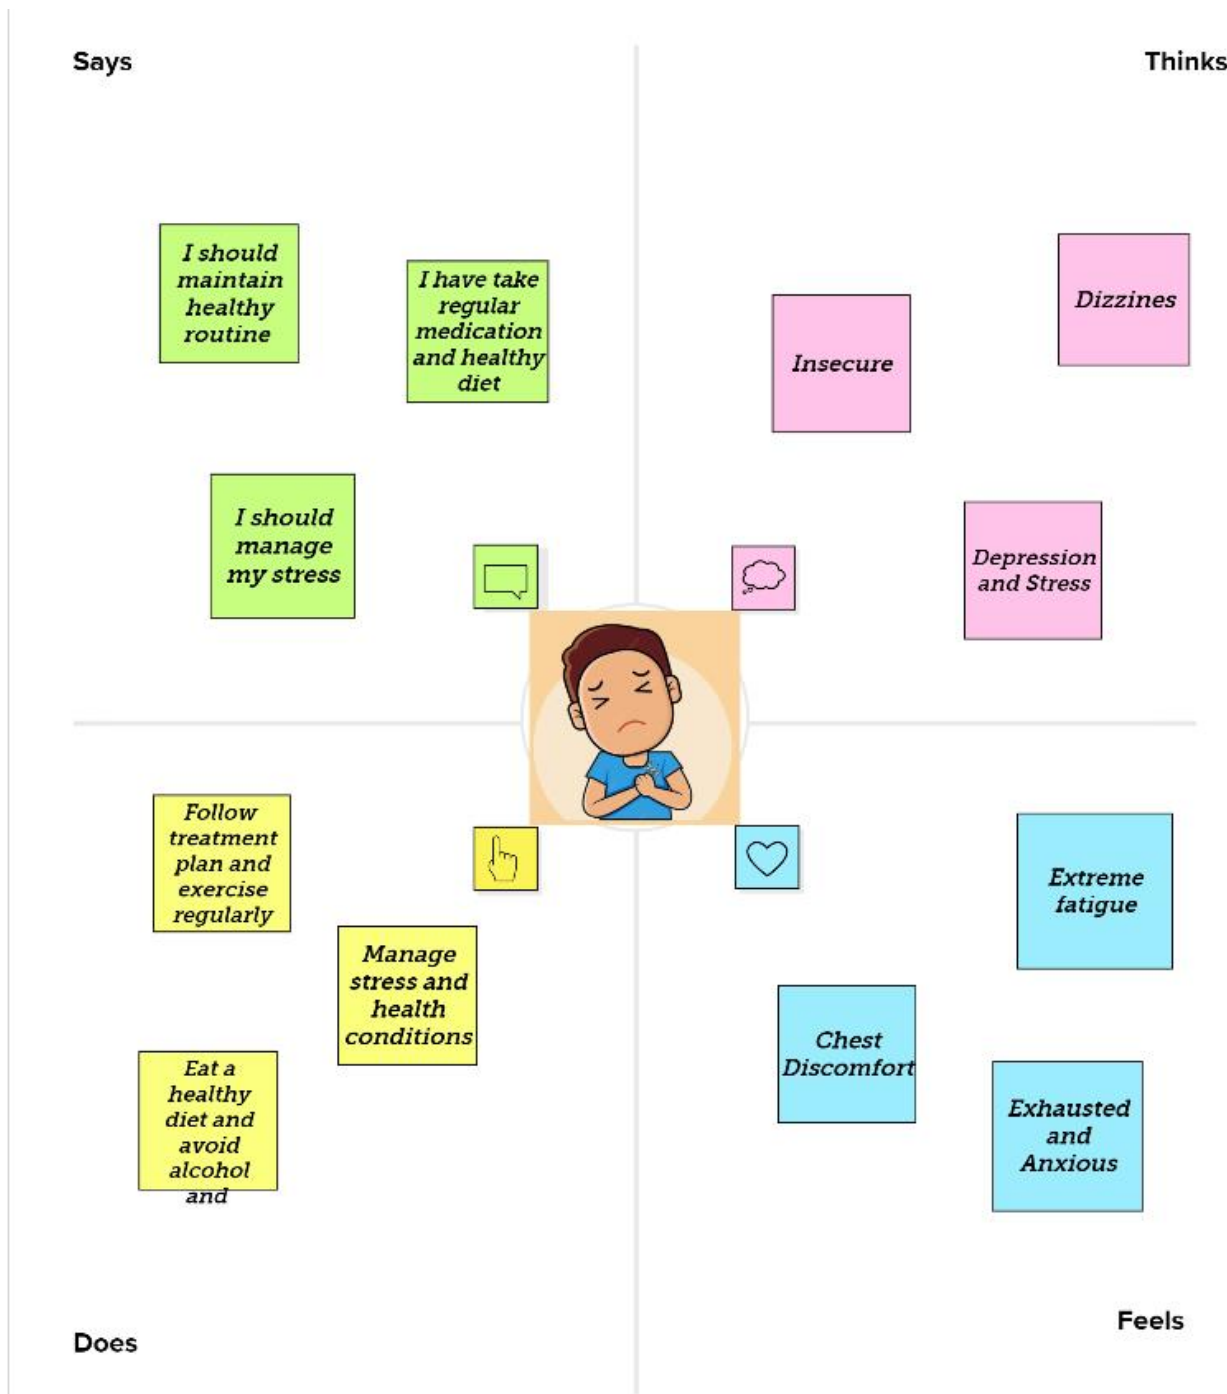 Says
I should
maintain
healthy
routine
I have take
regular
medication
and healthy
diet
I should
manage
my stress
Thinks
Insecure
Dizzines
Depression
and Stress
Follow
treatment
plan and
exercise
regularly
Manage
stress and
health
conditions
Eat a
healthy
diet and
avoid
alcohol
and
Does
Extreme
fatigue
Chest
Discomfort
Exhausted
and
Anxious
Feels